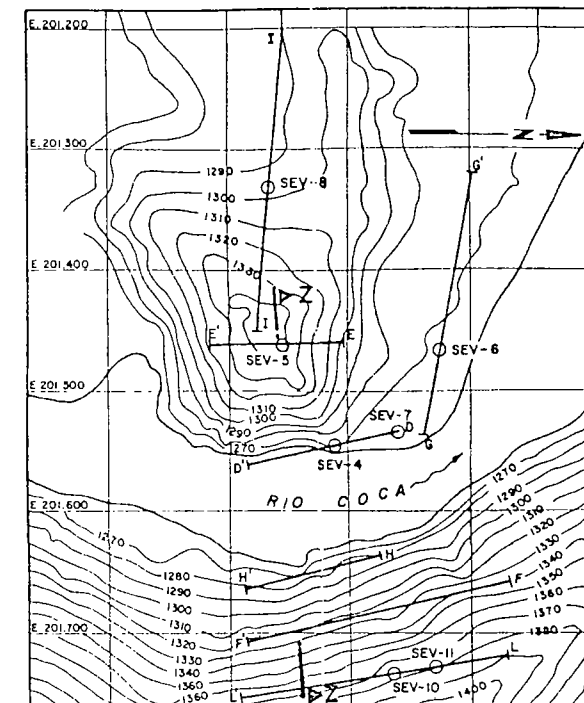 E. 201.200
I
N
E. 201.300
G'
1290
SEV-8
1300
1310
1320
1330
E. 201.400
N
I
E'
E
SEV-5
SEV-6
E. 201.500
1310
1300
SEV-7
1290
D
1270
G
D'
SEV-4
RIO COCA
1270
1290
1300
E. 201.600
1310
1320
1270
1330
H
1340
1280
H'
F
1350
1290
1360
1300
1370
1310
1380
E. 201.700
F'
1320
1330
SEV-11
L
1340
1360
SEV-10
1360
L'
N
1400